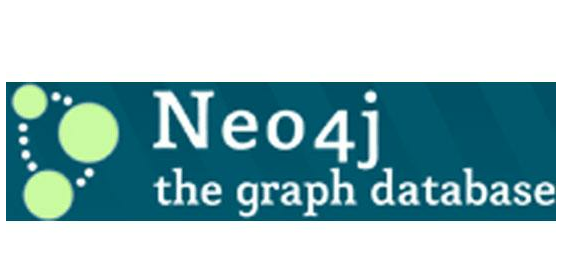 Neo4j
the graph database